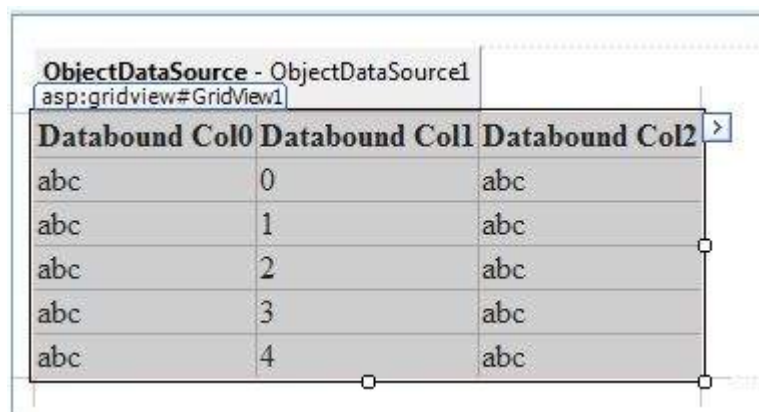 ObjectDataSource - ObjectDataSource1
asp:gridview#GridView1
Databound Col0 Databound Col1 Databound Col2
abc 0 abc
abc 1 abc
abc 2 abc
abc 3 abc
abc 4 abc